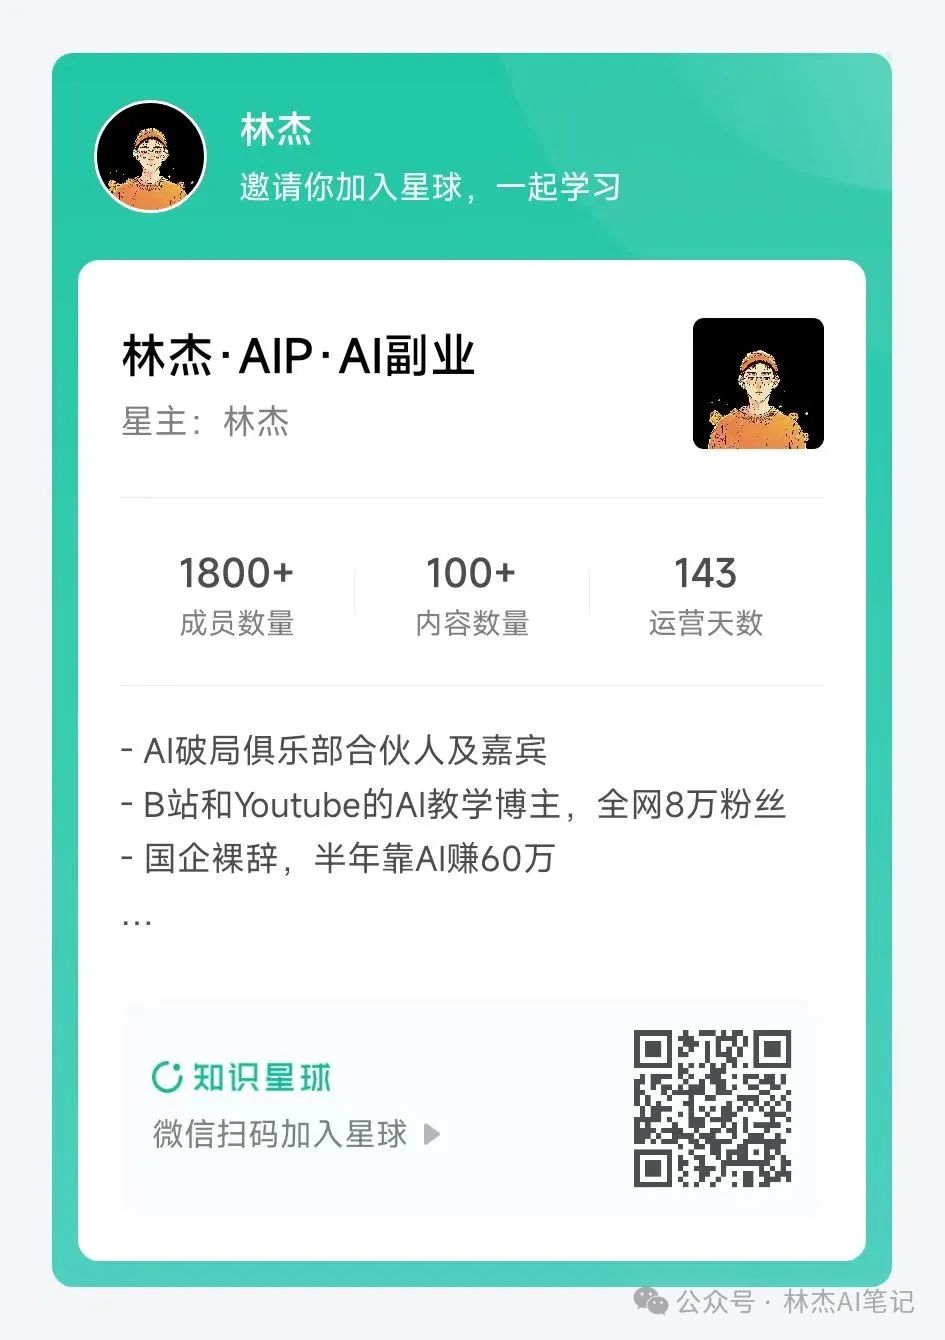 林杰
邀请你加入星球，一起学习
林杰·AIP·AI副业
星主：林杰
1800+ 100+ 143
成员数量 内容数量 运营天数
- AI破局俱乐部合伙人及嘉宾
- B站和Youtube的AI教学博主，全网8万粉丝
- 国企裸辞，半年靠AI赚60万
...
知识星球
微信扫码加入星球
公众号·林杰AI笔记